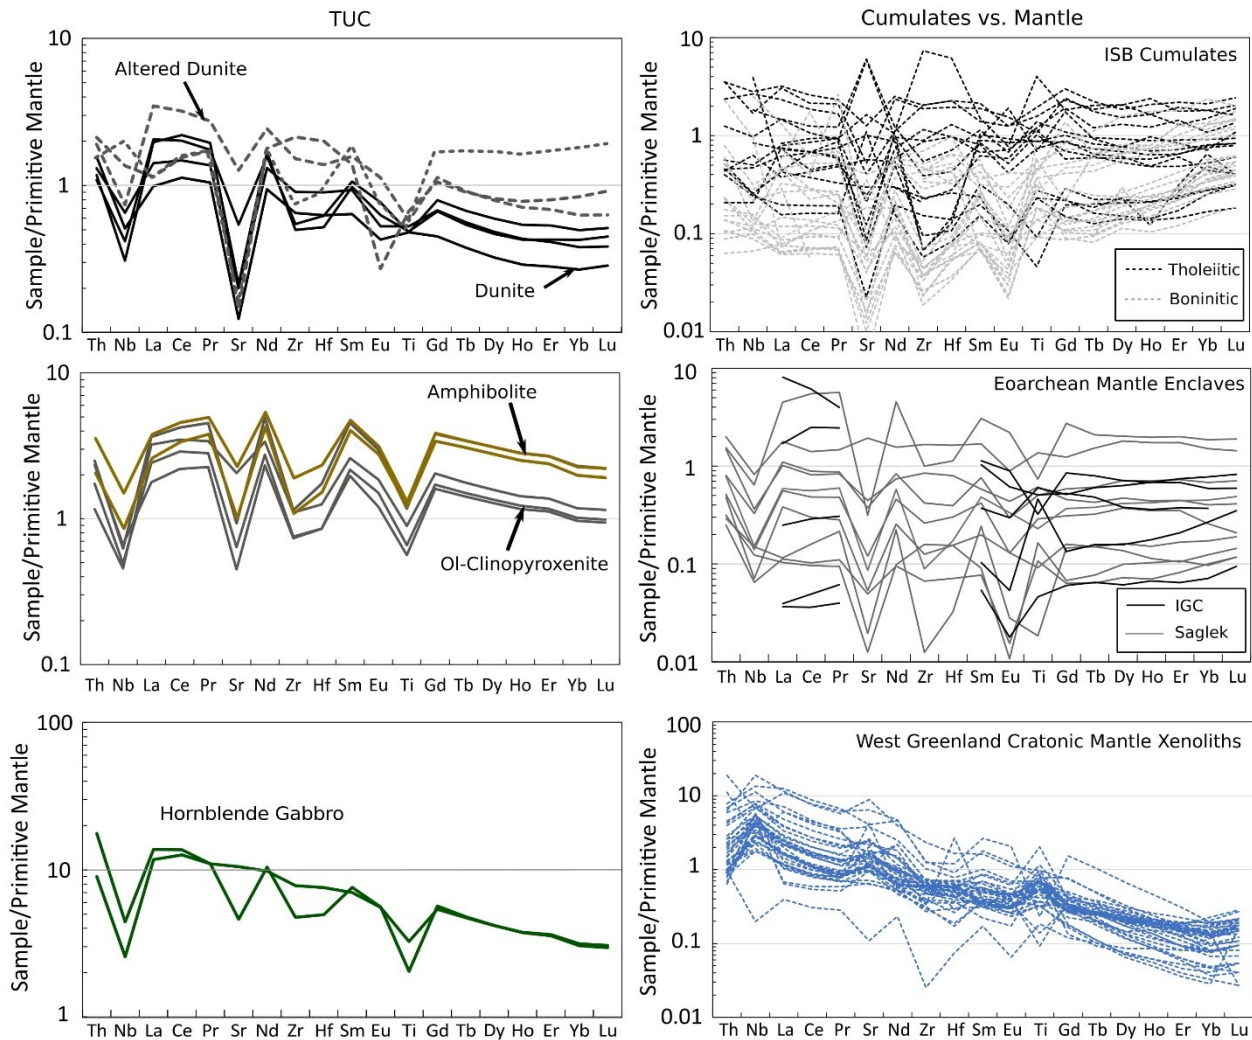 TUC
Sample/Primitive Mantle
10
1
0.1
Altered Dunite
Dunite
Th Nb La Ce Pr Sr Nd Zr Hf Sm Eu Ti Gd Tb Dy Ho Er Yb Lu
Cumulates vs. Mantle
Sample/Primitive Mantle
10
1
0.1
0.01
ISB Cumulates
Tholeiitic
Boninitic
Th Nb La Ce Pr Sr Nd Zr Hf Sm Eu Ti Gd Tb Dy Ho Er Yb Lu
Sample/Primitive Mantle
10
1
0.1
Amphibolite
Ol-Clinopyroxenite
Th Nb La Ce Pr Sr Nd Zr Hf Sm Eu Ti Gd Tb Dy Ho Er Yb Lu
Sample/Primitive Mantle
10
1
0.1
0.01
Eoarchean Mantle Enclaves
IGC
Saglek
Th Nb La Ce Pr Sr Nd Zr Hf Sm Eu Ti Gd Tb Dy Ho Er Yb Lu
Sample/Primitive Mantle
100
10
1
Hornblende Gabbro
Th Nb La Ce Pr Sr Nd Zr Hf Sm Eu Ti Gd Tb Dy Ho Er Yb Lu
Sample/Primitive Mantle
100
10
1
0.1
0.01
West Greenland Cratonic Mantle Xenoliths
Th Nb La Ce Pr Sr Nd Zr Hf Sm Eu Ti Gd Tb Dy Ho Er Yb Lu